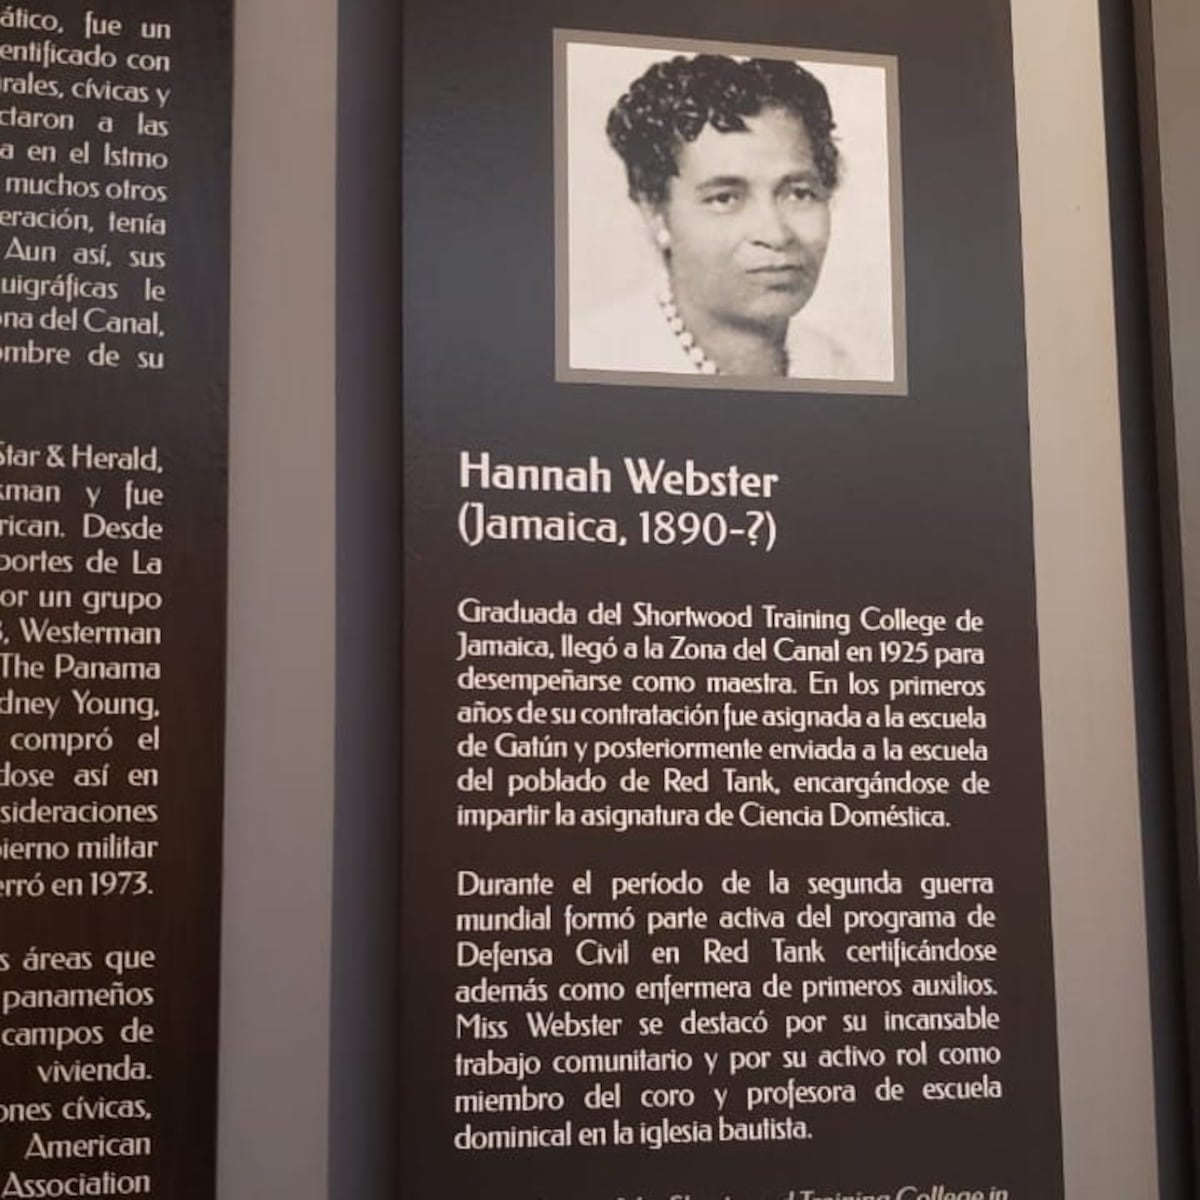 ático, fue un
entificado con
rales, cívicas y
ctaron a las
a en el Istmo
muchos otros
eración, tenía
Aun así, sus
uigráficas le
ona del Canal,
ombre de su
Star & Herald,
kman y fue
rican. Desde
portes de La
or un grupo
Westerman
The Panama
dney Young,
compró el
dose así en
sideraciones
bierno militar
erró en 1973.
s áreas que
panameños
campos de
vivienda.
ones cívicas,
American
Association
Hannah Webster
(Jamaica, 1890-?)
Graduada del Shortwood Training College de
Jamaica, llegó a la Zona del Canal en 1925 para
desempeñarse como maestra. En los primeros
años de su contratación fue asignada a la escuela
de Gatún y posteriormente enviada a la escuela
del poblado de Red Tank, encargándose de
impartir la asignatura de Ciencia Doméstica.
Durante el período de la segunda guerra
mundial formó parte activa del programa de
Defensa Civil en Red Tank certificándose
además como enfermera de primeros auxilios.
Miss Webster se destacó por su incansable
trabajo comunitario y por su activo rol como
miembro del coro y profesora de escuela
dominical en la iglesia bautista.
Shortwood Training College in